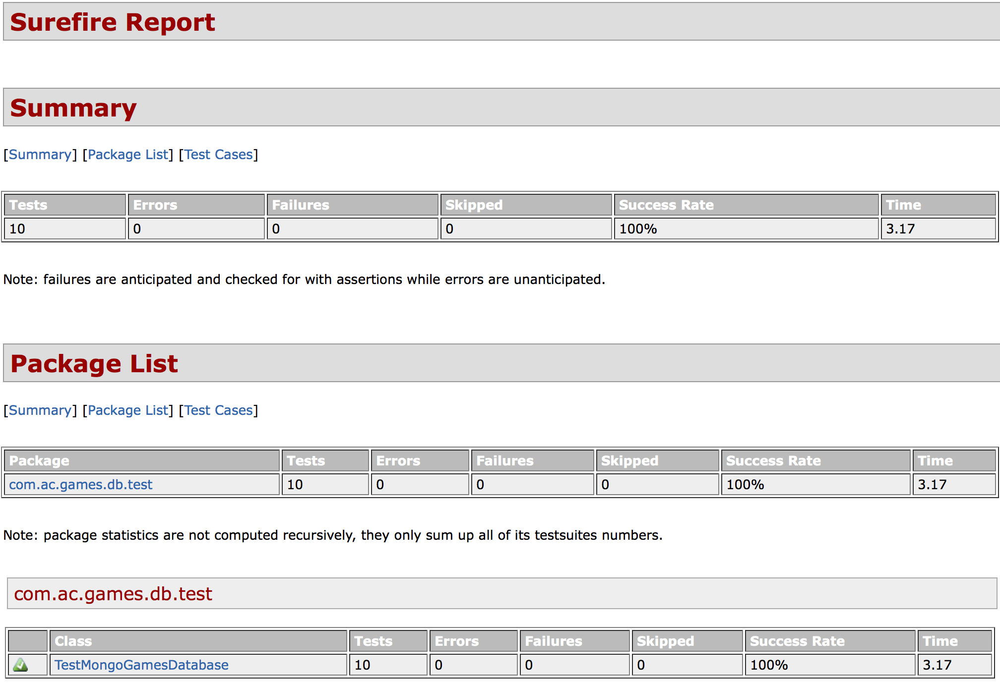 Surefire Report
Summary
[Summary] [Package List] [Test Cases]
Tests Errors Failures Skipped Success Rate Time
10 0 0 0 100% 3.17
Note: failures are anticipated and checked for with assertions while errors are unanticipated.
Package List
[Summary] [Package List] [Test Cases]
Package Tests Errors Failures Skipped Success Rate Time
com.ac.games.db.test 10 0 0 0 100% 3.17
Note: package statistics are not computed recursively, they only sum up all of its testsuites numbers.
com.ac.games.db.test
Class Tests Errors Failures Skipped Success Rate Time
TestMongoGamesDatabase 10 0 0 0 100% 3.17